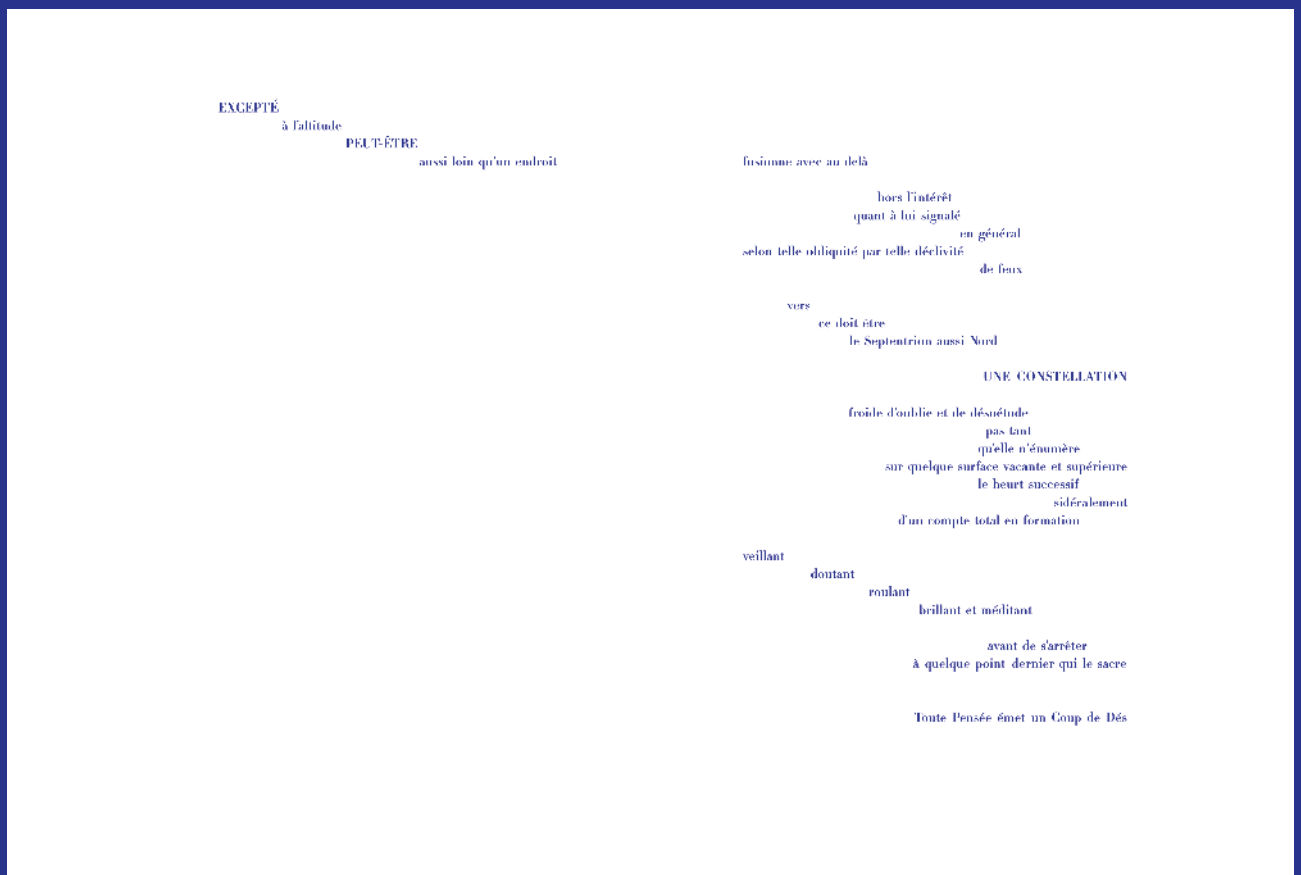 EXCEPTÉ
à l'altitude
PEUT-ÊTRE
aussi loin qu'un endroit
fusionne avec au delà
hors l'intérêt
quant à lui signalé
en général
selon telle obliquité par telle déclivité
de feux
vers
ce doit être
le Septentrion aussi Nord
UNE CONSTELLATION
froide d'oublie et de désuétude
pas tant
qu'elle n'énumère
sur quelque surface vacante et supérieure
le heurt successif
sidéralement
d'un compte total en formation
veillant
doutant
roulant
brillant et méditant
avant de s'arrêter
à quelque point dernier qui le sacre
Toute Pensée émet un Coup de Dés